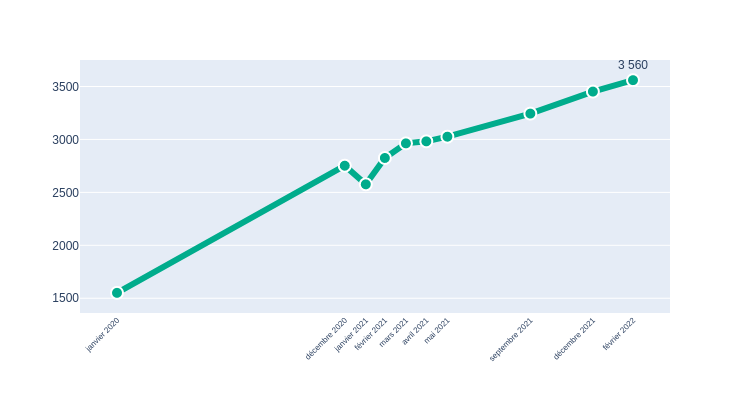 3 560
3500
3000
2500
2000
1500
janvier 2020
décembre 2020
janvier 2021
février 2021
mars 2021
avril 2021
mai 2021
septembre 2021
décembre 2021
février 2022